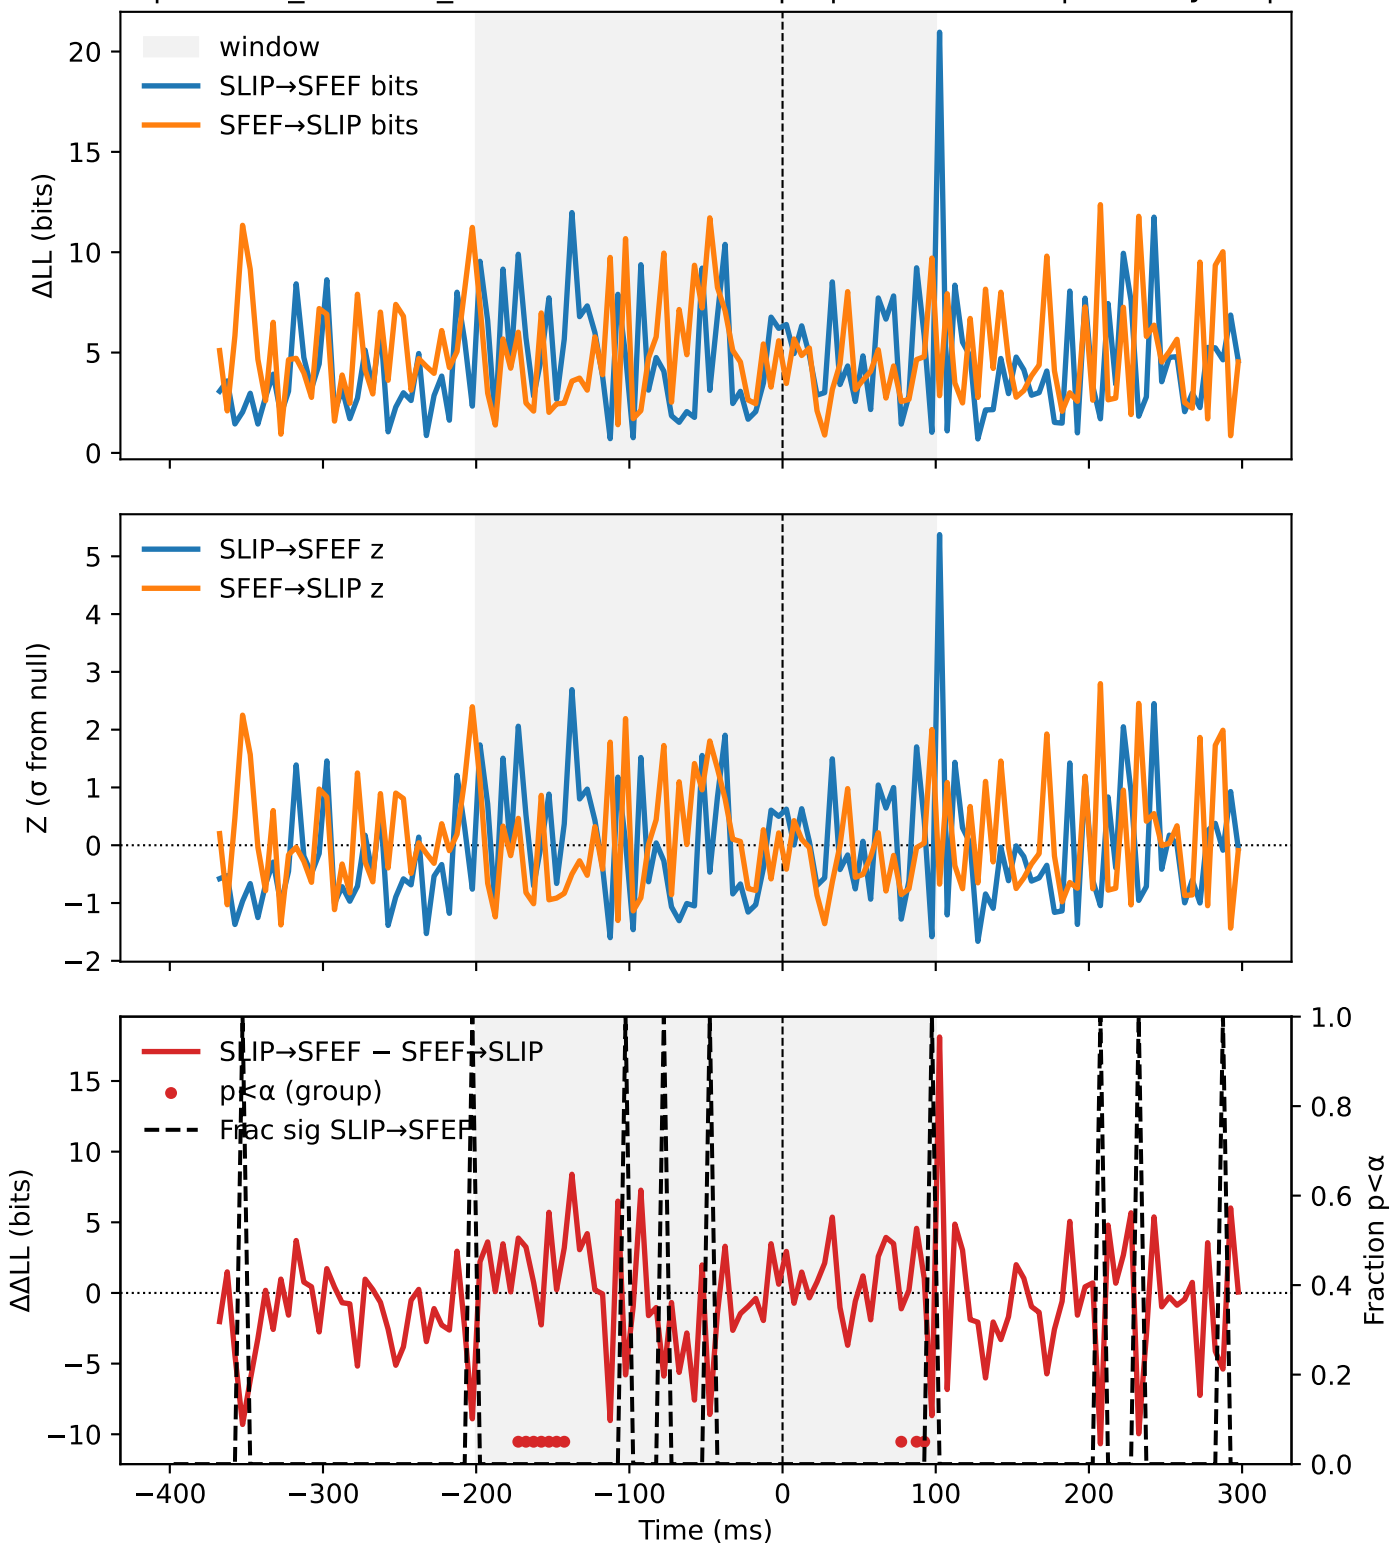 window
SLIP→SFEF bits
SFEF→SLIP bits
20
15
10
5
0
ΔLL (bits)
SLIP→SFEF z
SFEF→SLIP z
5
4
3
2
1
0
−1
−2
Z (σ from null)
SLIP→SFEF − SFEF→SLIP
p<α (group)
Frac sig SLIP→SFEF
15
10
5
0
−5
−10
ΔΔLL (bits)
1.0
0.8
0.6
0.4
0.2
0.0
Fraction p<α
−400 −300 −200 −100 0 100 200 300
Time (ms)